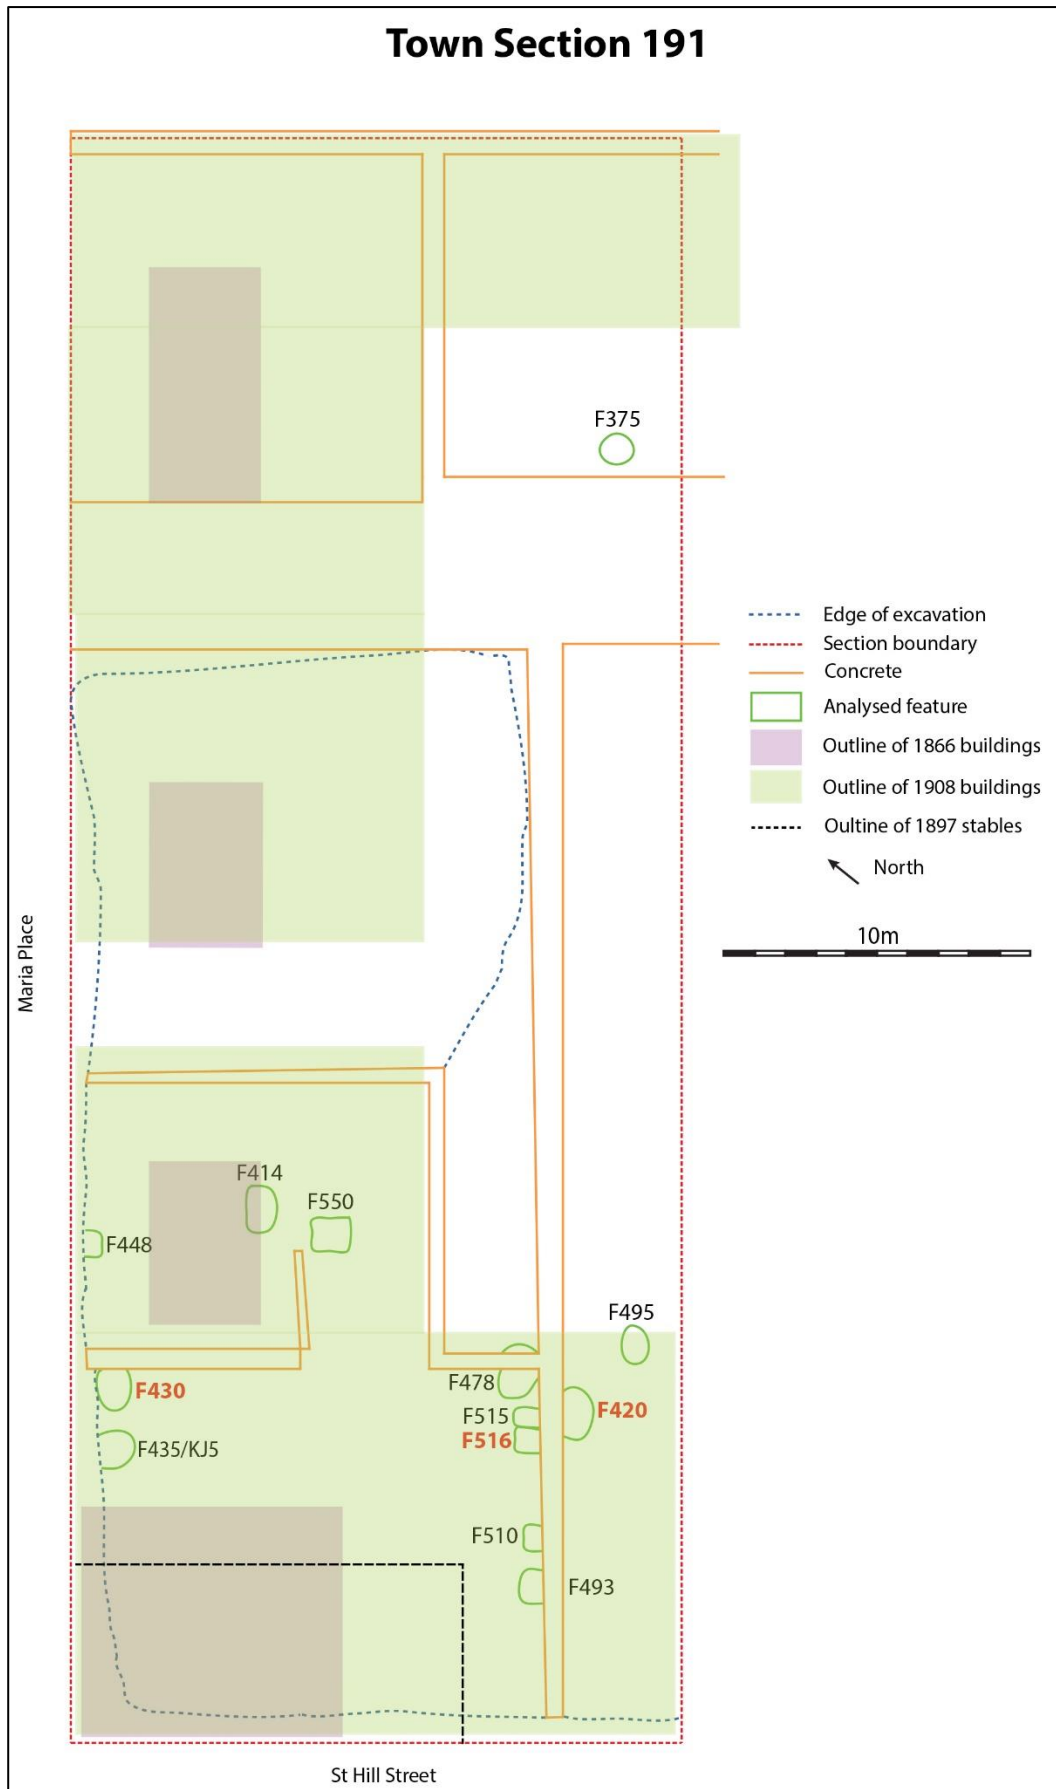 Town Section 191
F375
Edge of excavation
Section boundary
Concrete
Analysed feature
Outline of 1866 buildings
Outline of 1908 buildings
Oultine of 1897 stables
North
10m
Maria Place
F414
F550
F448
F495
F478
F430
F420
F515
F516
F435/KJ5
F510
F493
St Hill Street